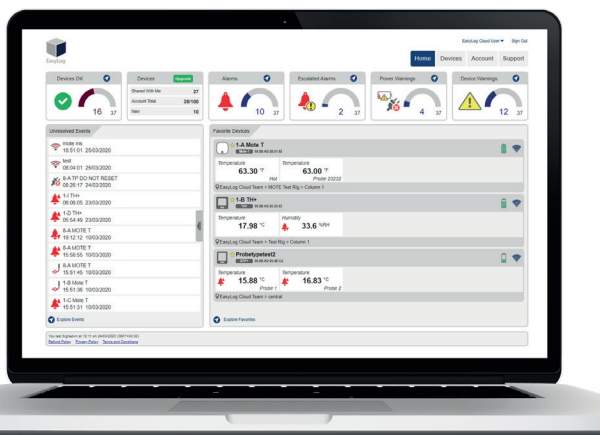 EasyLog Cloud User Sign Out
EasyLog
Home Devices Account Support
Devices OK
16 37
Devices Upgrade
Shared With Me 37
Account Total 28/100
New 10
Alarms
10 37
Escalated Alarms
2 37
Power Warnings
4 37
Device Warnings
12 37
Unresolved Events
mote ms
18:51:01 25/03/2020
test
08:04:01 25/03/2020
8-A TP DO NOT RESET
08:26:17 24/03/2020
1-I TH+
08:06:05 23/03/2020
1-D TH+
05:54:49 23/03/2020
8-A MOTE T
19:12:12 10/03/2020
8-A MOTE T
15:58:55 10/03/2020
8-A MOTE T
15:51:45 10/03/2020
1-B Mote T
15:51:36 10/03/2020
1-C Mote T
15:51:31 10/03/2020
Explore Events
Favorite Devices
1-A Mote T
Temperature
63.30 °C
Hot
Temperature
63.00 °F
Probe 23232
EasyLog Cloud Team > MOTE Test Rig > Column 1
1-B TH+
Temperature
17.98 °C
Humidity
33.6 %RH
EasyLog Cloud Team > Test Rig > Column 1
Probetypetest2
Temperature
15.88 °C
Probe 1
Temperature
16.83 °C
Probe 2
EasyLog Cloud Team > central
Explore Favorites
Refund Policy Privacy Policy Terms and Conditions